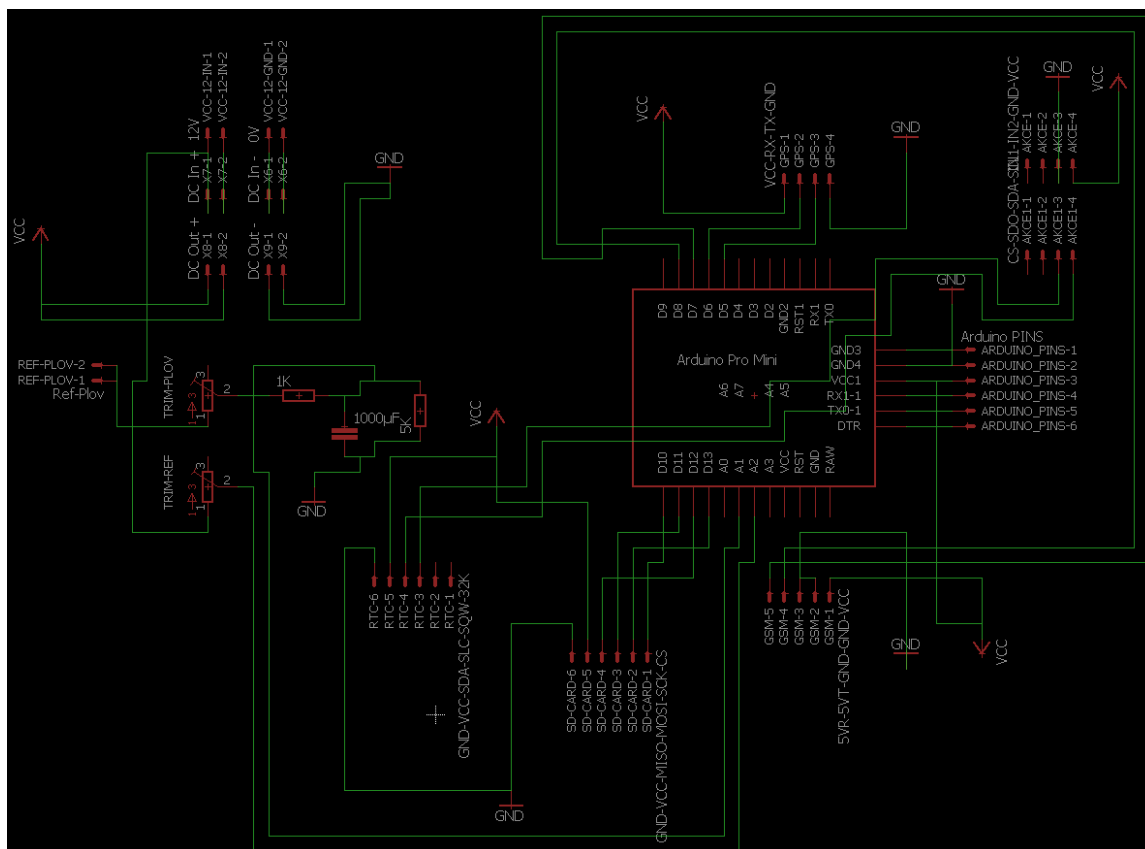 VCC-12-IN-1
VCC-12-IN-2
VCC-12-GND-1
VCC-12-GND-2
12V
0V
DC In +
X7-1
X7-2
DC In -
X6-1
X6-2
DC Out +
X8-1
X8-2
DC Out -
X9-1
X9-2
VCC
GND
REF-PLOV-2
REF-PLOV-1
Ref-Plov
TRIM-PLOV
3
2
1
3
1
TRIM-REF
3
2
1
3
1
1K
1000µF
5K
GND
VCC
VCC
VCC-RX-TX-GND
GPS-1
GPS-2
GPS-3
GPS-4
GND
GND
VCC
AKCE-1
AKCE-2
AKCE-3
AKCE-4
AKCE1-1
AKCE1-2
AKCE1-3
AKCE1-4
GND
D9
D8
D7
D6
D5
D4
D3
D2
GND2
RST1
RX1
TX0
Arduino Pro Mini
A6
A7
A4
A5
GND3
GND4
VCC1
RX1-1
TX0-1
DTR
D10
D11
D12
D13
A0
A1
A2
A3
VCC
RST
GND
RAW
Arduino PINS
ARDUINO_PINS-1
ARDUINO_PINS-2
ARDUINO_PINS-3
ARDUINO_PINS-4
ARDUINO_PINS-5
ARDUINO_PINS-6
RTC-6
RTC-5
RTC-4
RTC-3
RTC-2
RTC-1
GND-VCC-SDA-SLC-SQW-32K
SD-CARD-6
SD-CARD-5
SD-CARD-4
SD-CARD-3
SD-CARD-2
SD-CARD-1
GND-VCC-MISO-MOSI-SCK-CS
GND
GSM-5
GSM-4
GSM-3
GSM-2
GSM-1
5VR-5VT-GND-GND-VCC
GND
VCC